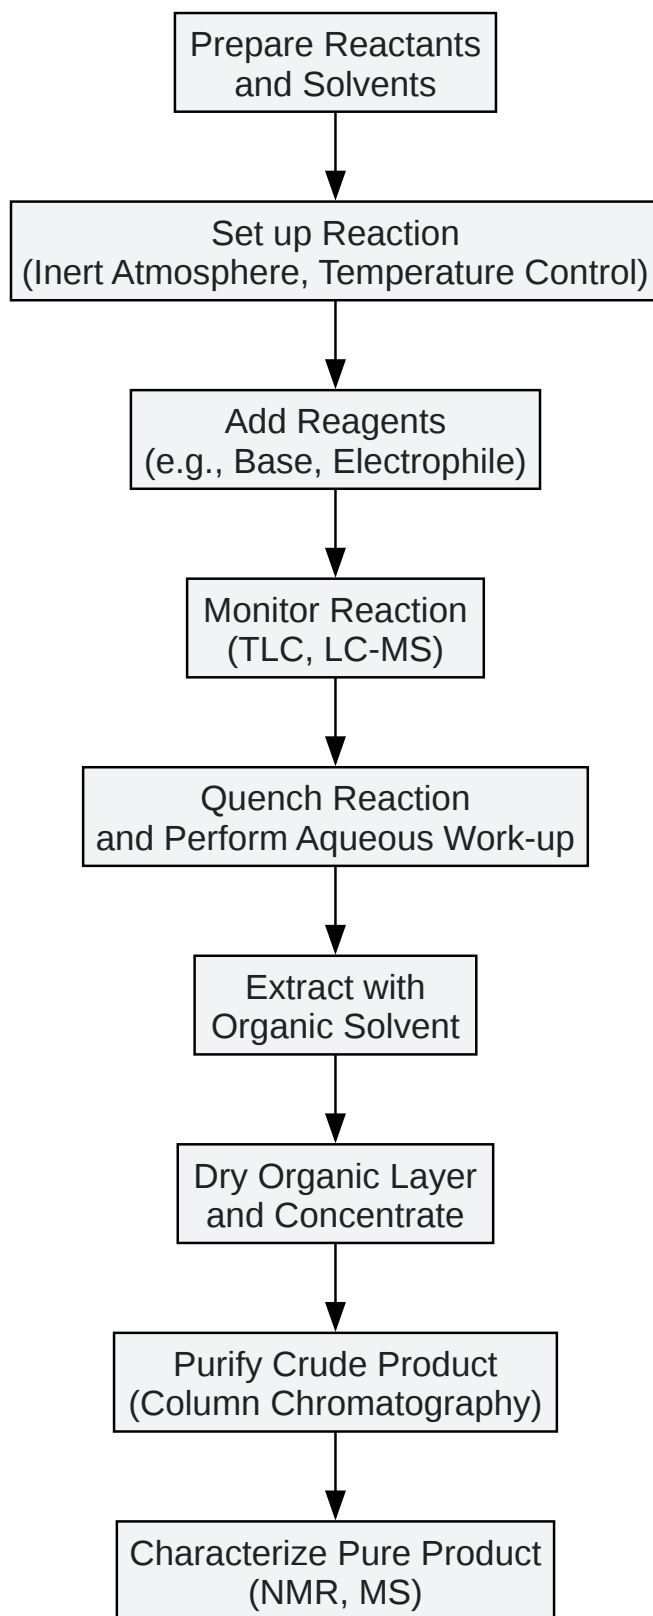 Prepare Reactants
and Solvents
Set up Reaction
(Inert Atmosphere, Temperature Control)
Add Reagents
(e.g., Base, Electrophile)
Monitor Reaction
(TLC, LC-MS)
Quench Reaction
and Perform Aqueous Work-up
Extract with
Organic Solvent
Dry Organic Layer
and Concentrate
Purify Crude Product
(Column Chromatography)
Characterize Pure Product
(NMR, MS)